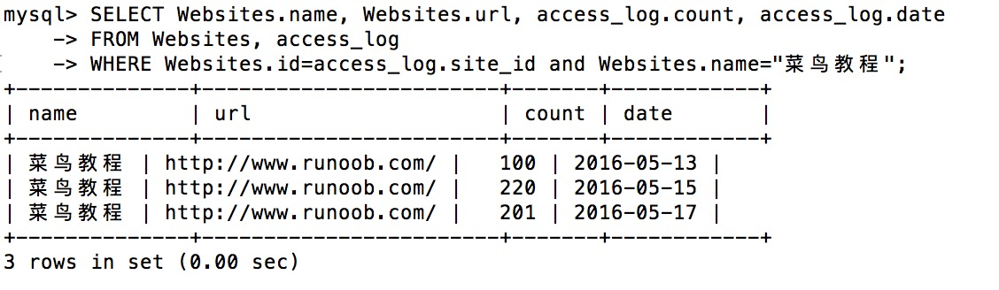 mysql> SELECT Websites.name, Websites.url, access_log.count, access_log.date
    -> FROM Websites, access_log
    -> WHERE Websites.id=access_log.site_id and Websites.name="菜鸟教程";
+--------------+------------------------+-------+------------+
| name         | url                    | count | date       |
+--------------+------------------------+-------+------------+
| 菜鸟教程 | http://www.runoob.com/ |   100 | 2016-05-13 |
| 菜鸟教程 | http://www.runoob.com/ |   220 | 2016-05-15 |
| 菜鸟教程 | http://www.runoob.com/ |   201 | 2016-05-17 |
+--------------+------------------------+-------+------------+
3 rows in set (0.00 sec)